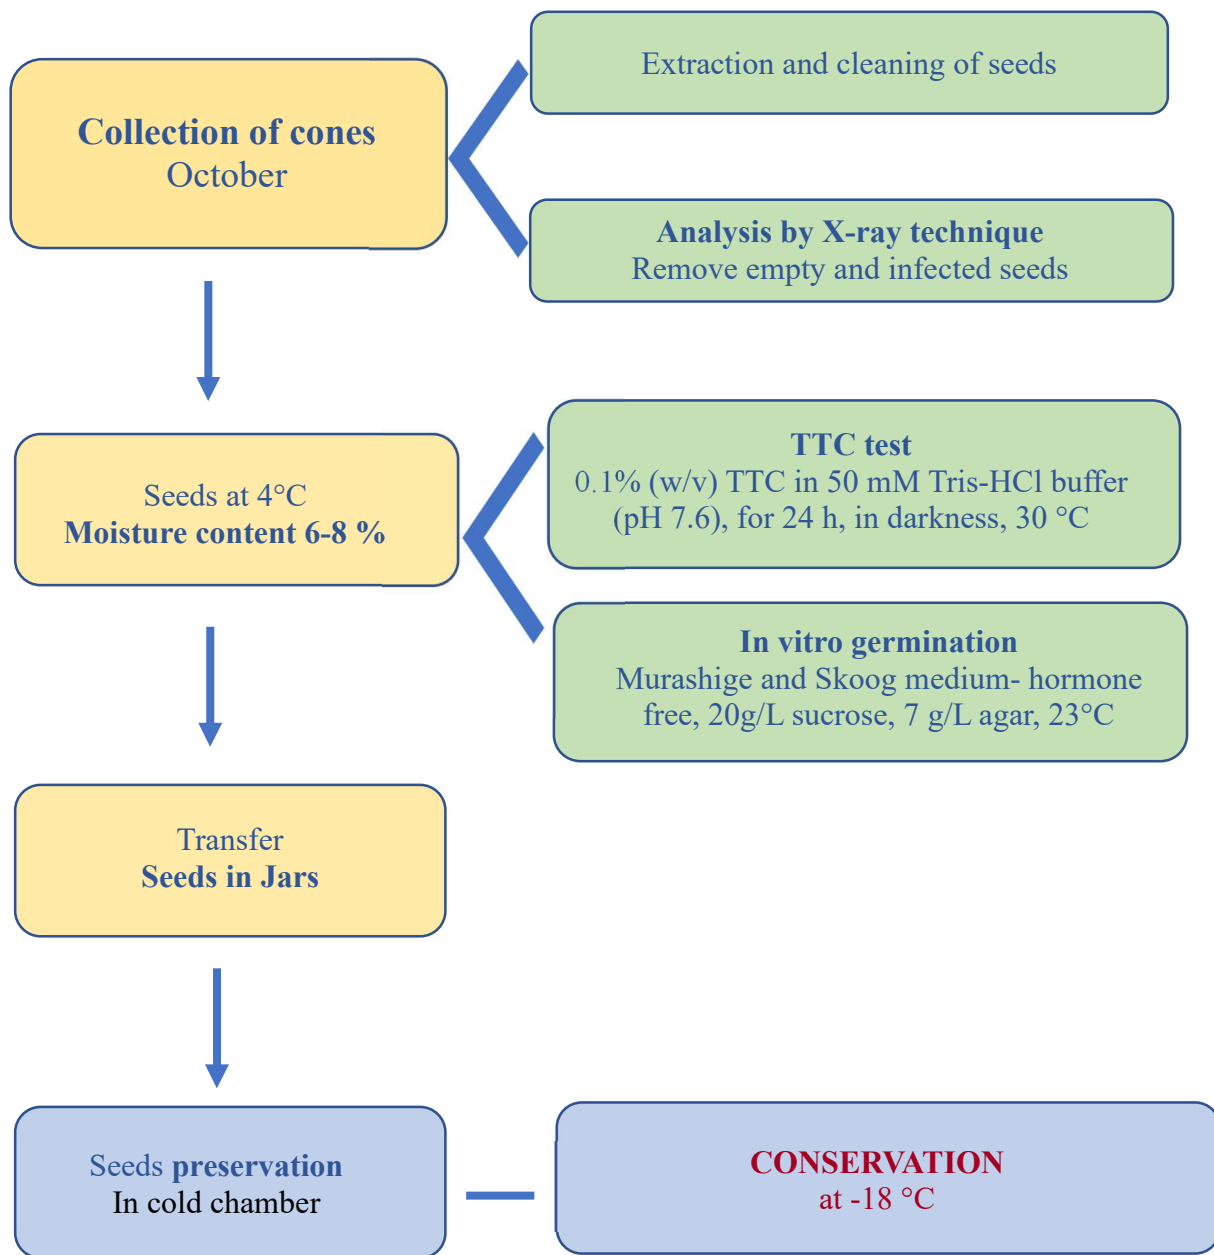 Collection of cones
October
Extraction and cleaning of seeds
Analysis by X-ray technique
Remove empty and infected seeds
Seeds at 4°C
Moisture content 6-8 %
TTC test
0.1% (w/v) TTC in 50 mM Tris-HCl buffer
(pH 7.6), for 24 h, in darkness, 30 °C
In vitro germination
Murashige and Skoog medium- hormone
free, 20g/L sucrose, 7 g/L agar, 23°C
Transfer
Seeds in Jars
Seeds preservation
In cold chamber
CONSERVATION
at -18 °C